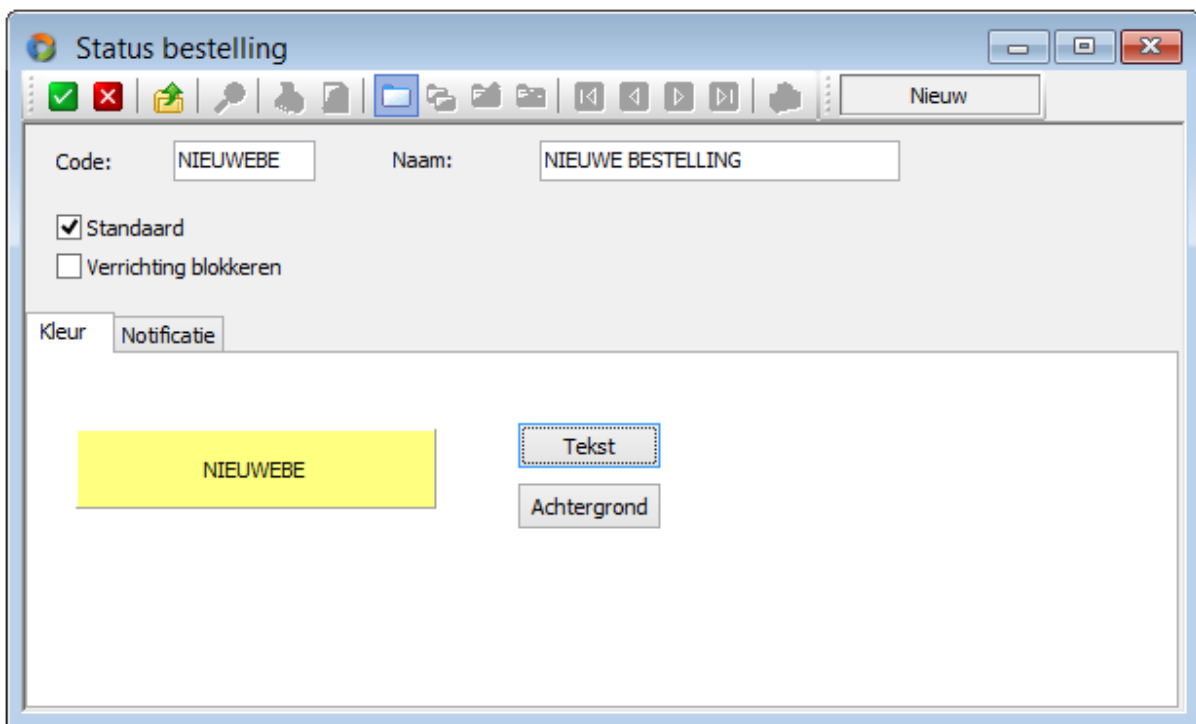 Status bestelling
Nieuw
Code: NIEUWEBE Naam: NIEUWE BESTELLING
Standaard
Verrichting blokkeren
Kleur Notificatie
NIEUWEBE Tekst
Achtergrond